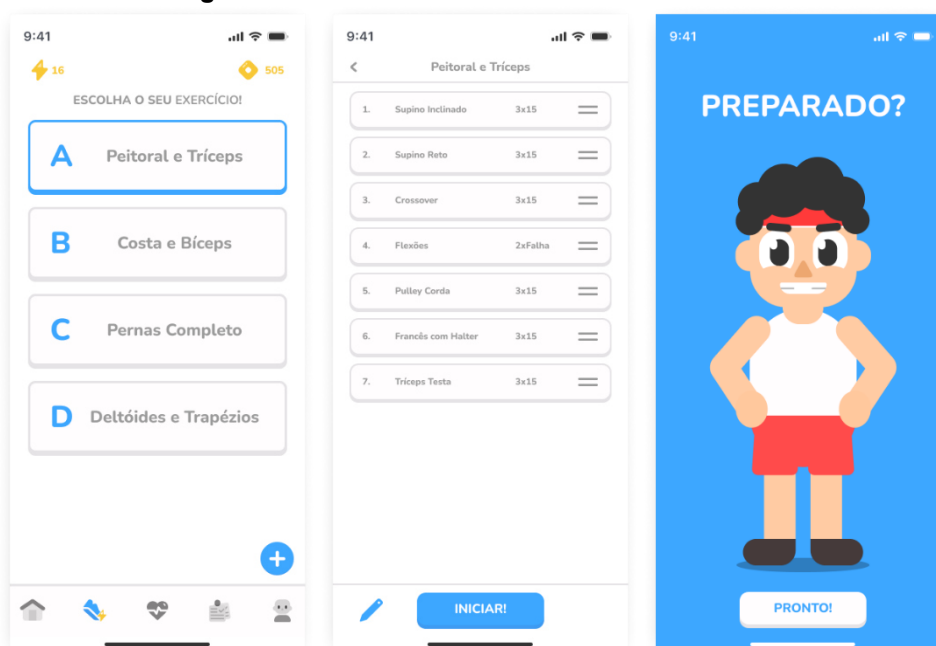 9:41
16
505
ESCOLHA O SEU EXERCÍCIO!
A Peitoral e Tríceps
B Costa e Bíceps
C Pernas Completo
D Deltóides e Trapézios
+
9:41
< Peitoral e Tríceps
1. Supino Inclinado 3x15
2. Supino Reto 3x15
3. Crossover 3x15
4. Flexões 2xFalha
5. Pulley Corda 3x15
6. Francês com Halter 3x15
7. Tríceps Testa 3x15
INICIAR!
9:41
PREPARADO?
PRONTO!